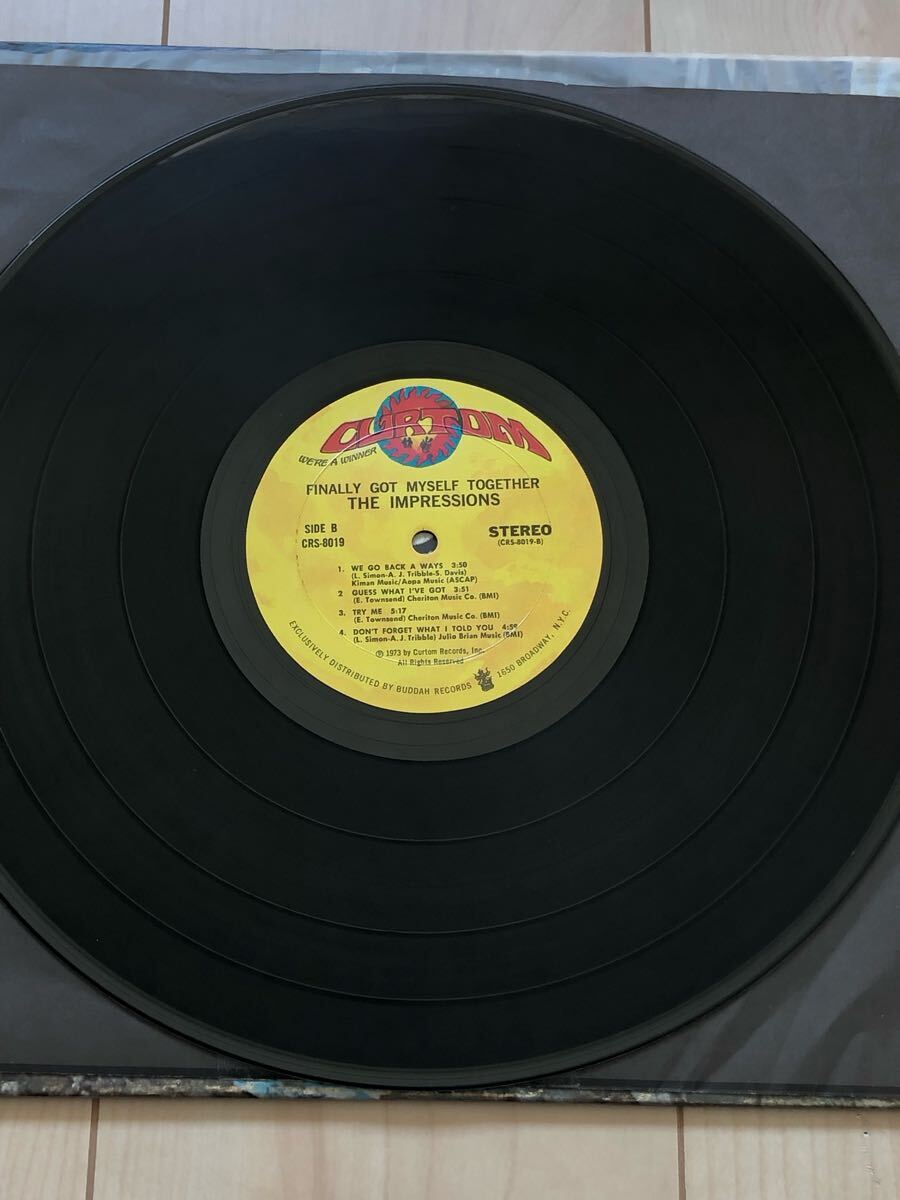 CURTOM
WE'RE A WINNER
FINALLY GOT MYSELF TOGETHER
THE IMPRESSIONS
SIDE B
CRS-8019
STEREO
(CRS-8019-B)
1. WE GO BACK A WAYS 3:50
(L. Simon-A. J. Tribble-S. Davis)
Kiman Music/Aopa Music (ASCAP)
2 GUESS WHAT I'VE GOT 3:51
(E. Townsend) Cheriton Music Co. (BMI)
3. TRY ME 5:17
(E. Townsend) Cheriton Music Co. (BMI)
4. DON'T FORGET WHAT I TOLD YOU 4:59
(L. Simon-A. J. Tribble) Julio Brian Music (BMI)
℗ 1973 by Curtom Records, Inc.
All Rights Reserved
EXCLUSIVELY DISTRIBUTED BY BUDDAH RECORDS 1650 BROADWAY, N.Y.C.